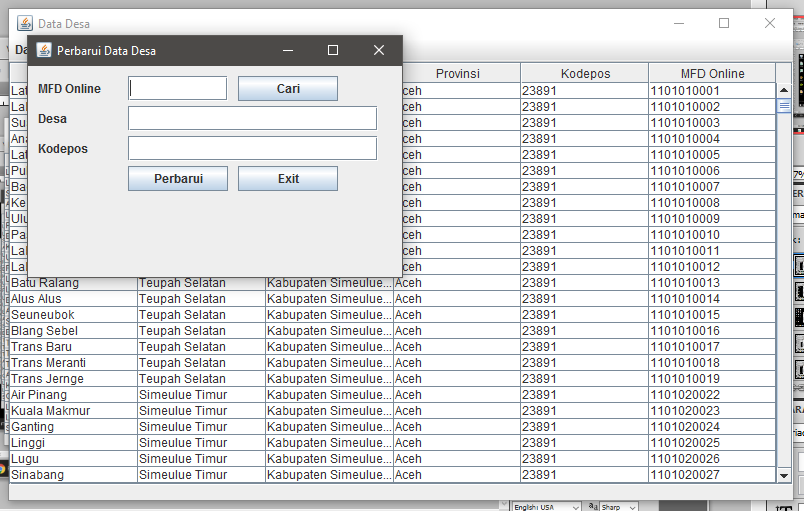 Data Desa
Perbarui Data Desa
MFD Online Cari
Desa
Kodepos
Perbarui Exit
Provinsi Kodepos MFD Online
Aceh 23891 1101010001
Aceh 23891 1101010002
Aceh 23891 1101010003
Aceh 23891 1101010004
Aceh 23891 1101010005
Aceh 23891 1101010006
Aceh 23891 1101010007
Aceh 23891 1101010008
Aceh 23891 1101010009
Aceh 23891 1101010010
Aceh 23891 1101010011
Aceh 23891 1101010012
Batu Ralang Teupah Selatan Kabupaten Simeulue... Aceh 23891 1101010013
Alus Alus Teupah Selatan Kabupaten Simeulue... Aceh 23891 1101010014
Seuneubok Teupah Selatan Kabupaten Simeulue... Aceh 23891 1101010015
Blang Sebel Teupah Selatan Kabupaten Simeulue... Aceh 23891 1101010016
Trans Baru Teupah Selatan Kabupaten Simeulue... Aceh 23891 1101010017
Trans Meranti Teupah Selatan Kabupaten Simeulue... Aceh 23891 1101010018
Trans Jernge Teupah Selatan Kabupaten Simeulue... Aceh 23891 1101010019
Air Pinang Simeulue Timur Kabupaten Simeulue... Aceh 23891 1101020022
Kuala Makmur Simeulue Timur Kabupaten Simeulue... Aceh 23891 1101020023
Ganting Simeulue Timur Kabupaten Simeulue... Aceh 23891 1101020024
Linggi Simeulue Timur Kabupaten Simeulue... Aceh 23891 1101020025
Lugu Simeulue Timur Kabupaten Simeulue... Aceh 23891 1101020026
Sinabang Simeulue Timur Kabupaten Simeulue... Aceh 23891 1101020027
English: USA Sharp